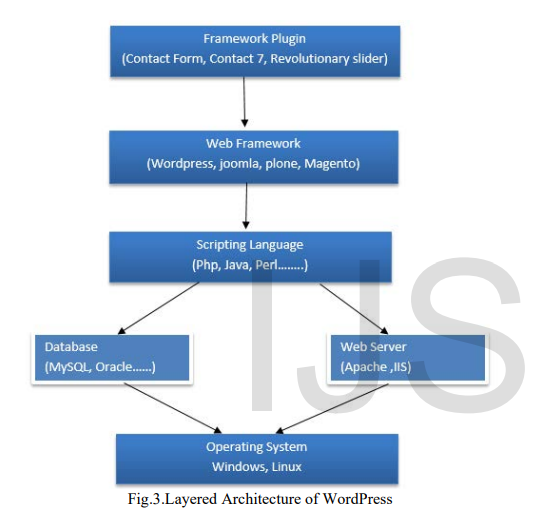 Framework Plugin
(Contact Form, Contact 7, Revolutionary slider)
Web Framework
(Wordpress, joomla, plone, Magento)
Scripting Language
(Php, Java, Perl........)
Database
(MySQL, Oracle......)
Web Server
(Apache ,IIS)
IJS
Operating System
Windows, Linux
Fig.3.Layered Architecture of WordPress